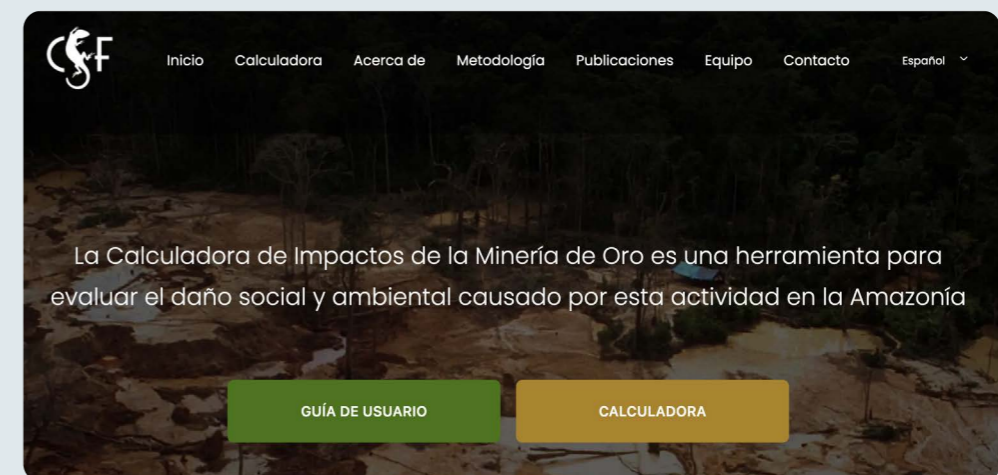 CSF
Inicio
Calculadora
Acerca de
Metodología
Publicaciones
Equipo
Contacto
Español
La Calculadora de Impactos de la Minería de Oro es una herramienta para
evaluar el daño social y ambiental causado por esta actividad en la Amazonía
GUÍA DE USUARIO
CALCULADORA